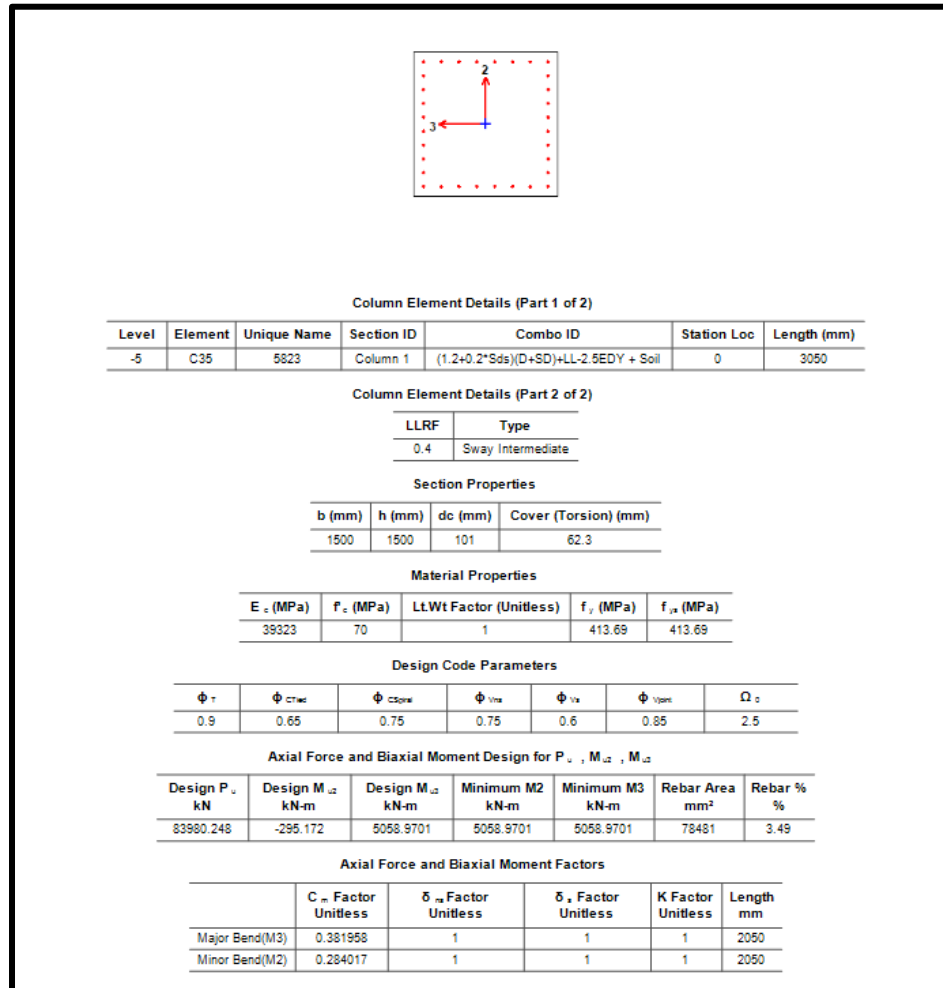 2
3
Column Element Details (Part 1 of 2)
Level Element Unique Name Section ID Combo ID Station Loc Length (mm)
-5 C35 5823 Column 1 (1.2+0.2*Sds)(D+SD)+LL-2.5EDY + Soil 0 3050
Column Element Details (Part 2 of 2)
LLRF Type
0.4 Sway Intermediate
Section Properties
b (mm) h (mm) dc (mm) Cover (Torsion) (mm)
1500 1500 101 62.3
Material Properties
E c (MPa) f' c (MPa) Lt.Wt Factor (Unitless) f y (MPa) f ys (MPa)
39323 70 1 413.69 413.69
Design Code Parameters
Φ T Φ CTied Φ CSpiral Φ Vns Φ Vs Φ Vjoint Ω 0
0.9 0.65 0.75 0.75 0.6 0.85 2.5
Axial Force and Biaxial Moment Design for P u , M u2 , M u3
Design P u Design M u2 Design M u3 Minimum M2 Minimum M3 Rebar Area Rebar %
kN kN-m kN-m kN-m kN-m mm² %
83980.248 -295.172 5058.9701 5058.9701 5058.9701 78481 3.49
Axial Force and Biaxial Moment Factors
C m Factor δ ns Factor δ s Factor K Factor Length
Unitless Unitless Unitless Unitless mm
Major Bend(M3) 0.381958 1 1 1 2050
Minor Bend(M2) 0.284017 1 1 1 2050